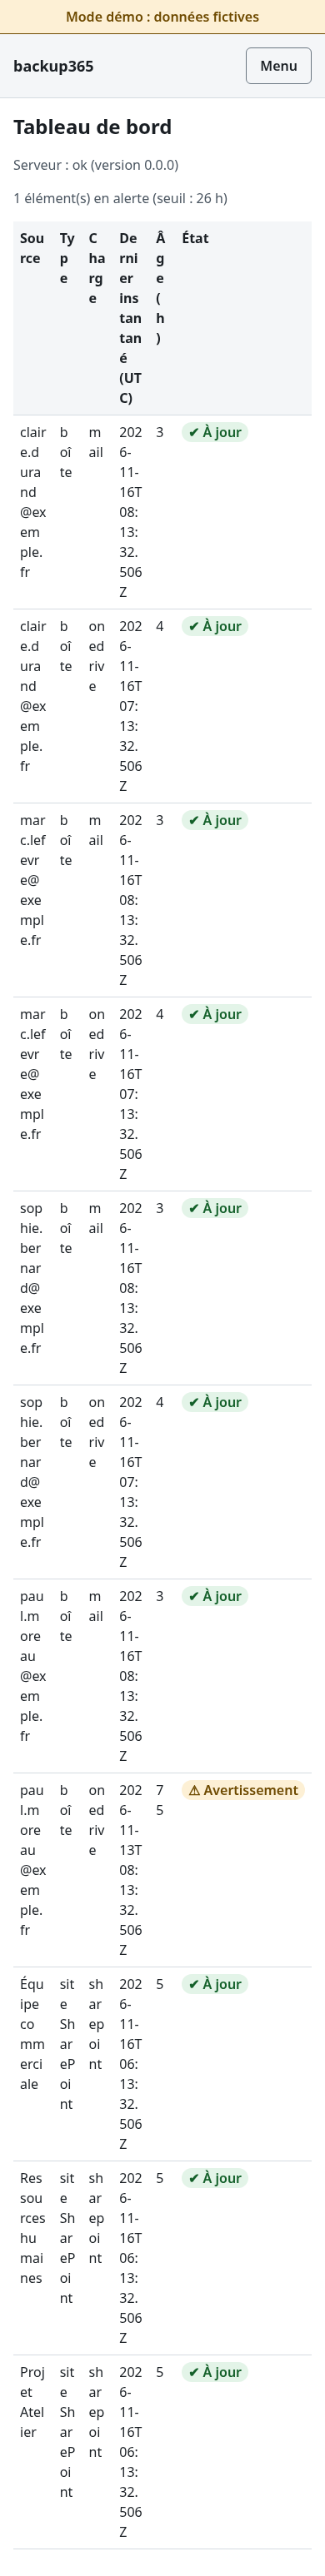 Mode démo : données fictives
backup365
Menu
Tableau de bord
Serveur : ok (version 0.0.0)
1 élément(s) en alerte (seuil : 26 h)
Source Type Charge Dernier instantané (UTC) Âge (h) État
claire.durand@exemple.fr boîte mail 2026-11-16T08:13:32.506Z 3 ✔ À jour
claire.durand@exemple.fr boîte onedrive 2026-11-16T07:13:32.506Z 4 ✔ À jour
marc.lefevre@exemple.fr boîte mail 2026-11-16T08:13:32.506Z 3 ✔ À jour
marc.lefevre@exemple.fr boîte onedrive 2026-11-16T07:13:32.506Z 4 ✔ À jour
sophie.bernard@exemple.fr boîte mail 2026-11-16T08:13:32.506Z 3 ✔ À jour
sophie.bernard@exemple.fr boîte onedrive 2026-11-16T07:13:32.506Z 4 ✔ À jour
paul.moreau@exemple.fr boîte mail 2026-11-16T08:13:32.506Z 3 ✔ À jour
paul.moreau@exemple.fr boîte onedrive 2026-11-13T08:13:32.506Z 75 ⚠ Avertissement
Équipe commerciale site SharePoint sharepoint 2026-11-16T06:13:32.506Z 5 ✔ À jour
Ressources humaines site SharePoint sharepoint 2026-11-16T06:13:32.506Z 5 ✔ À jour
Projet Atelier site SharePoint sharepoint 2026-11-16T06:13:32.506Z 5 ✔ À jour